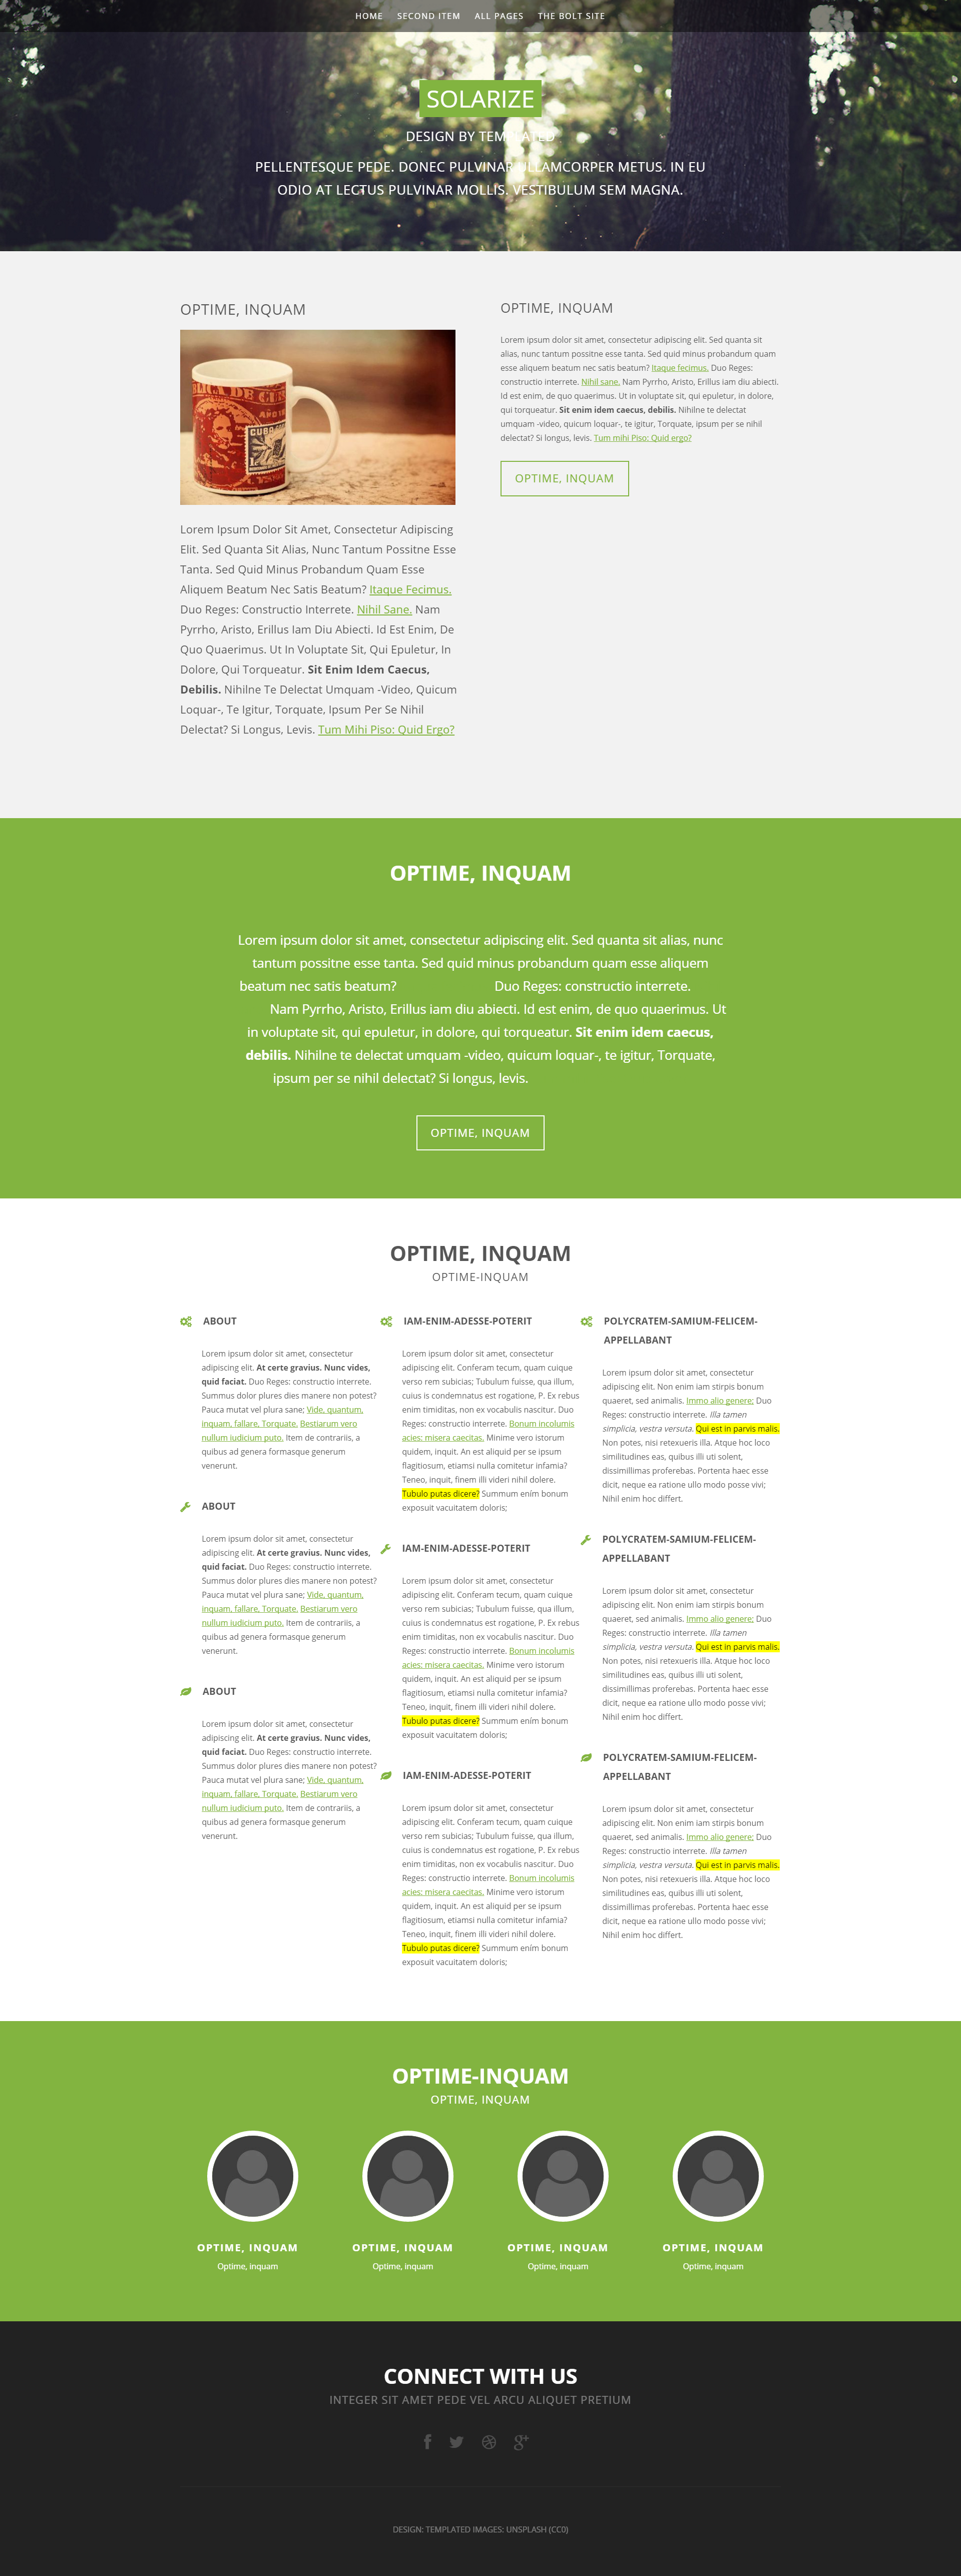 HOME SECOND ITEM ALL PAGES THE BOLT SITE
SOLARIZE
DESIGN BY TEMPLATED
PELLENTESQUE PEDE. DONEC PULVINAR ULLAMCORPER METUS. IN EU
ODIO AT LECTUS PULVINAR MOLLIS. VESTIBULUM SEM MAGNA.
OPTIME, INQUAM
Lorem Ipsum Dolor Sit Amet, Consectetur Adipiscing
Elit. Sed Quanta Sit Alias, Nunc Tantum Possitne Esse
Tanta. Sed Quid Minus Probandum Quam Esse
Aliquem Beatum Nec Satis Beatum? Itaque Fecimus.
Duo Reges: Constructio Interrete. Nihil Sane. Nam
Pyrrho, Aristo, Erillus Iam Diu Abiecti. Id Est Enim, De
Quo Quaerimus. Ut In Voluptate Sit, Qui Epuletur, In
Dolore, Qui Torqueatur. Sit Enim Idem Caecus,
Debilis. Nihilne Te Delectat Umquam -Video, Quicum
Loquar-, Te Igitur, Torquate, Ipsum Per Se Nihil
Delectat? Si Longus, Levis. Tum Mihi Piso: Quid Ergo?
OPTIME, INQUAM
Lorem ipsum dolor sit amet, consectetur adipiscing elit. Sed quanta sit
alias, nunc tantum possitne esse tanta. Sed quid minus probandum quam
esse aliquem beatum nec satis beatum? Itaque fecimus. Duo Reges:
constructio interrete. Nihil sane. Nam Pyrrho, Aristo, Erillus iam diu abiecti.
Id est enim, de quo quaerimus. Ut in voluptate sit, qui epuletur, in dolore,
qui torqueatur. Sit enim idem caecus, debilis. Nihilne te delectat
umquam -video, quicum loquar-, te igitur, Torquate, ipsum per se nihil
delectat? Si longus, levis. Tum mihi Piso: Quid ergo?
OPTIME, INQUAM
OPTIME, INQUAM
Lorem ipsum dolor sit amet, consectetur adipiscing elit. Sed quanta sit alias, nunc
tantum possitne esse tanta. Sed quid minus probandum quam esse aliquem
beatum nec satis beatum? Duo Reges: constructio interrete.
Nam Pyrrho, Aristo, Erillus iam diu abiecti. Id est enim, de quo quaerimus. Ut
in voluptate sit, qui epuletur, in dolore, qui torqueatur. Sit enim idem caecus,
debilis. Nihilne te delectat umquam -video, quicum loquar-, te igitur, Torquate,
ipsum per se nihil delectat? Si longus, levis.
OPTIME, INQUAM
OPTIME, INQUAM
OPTIME-INQUAM
ABOUT
Lorem ipsum dolor sit amet, consectetur
adipiscing elit. At certe gravius. Nunc vides,
quid faciat. Duo Reges: constructio interrete.
Summus dolor plures dies manere non potest?
Pauca mutat vel plura sane; Vide, quantum,
inquam, fallare, Torquate. Bestiarum vero
nullum iudicium puto. Item de contrariis, a
quibus ad genera formasque generum
venerunt.
ABOUT
Lorem ipsum dolor sit amet, consectetur
adipiscing elit. At certe gravius. Nunc vides,
quid faciat. Duo Reges: constructio interrete.
Summus dolor plures dies manere non potest?
Pauca mutat vel plura sane; Vide, quantum,
inquam, fallare, Torquate. Bestiarum vero
nullum iudicium puto. Item de contrariis, a
quibus ad genera formasque generum
venerunt.
ABOUT
Lorem ipsum dolor sit amet, consectetur
adipiscing elit. At certe gravius. Nunc vides,
quid faciat. Duo Reges: constructio interrete.
Summus dolor plures dies manere non potest?
Pauca mutat vel plura sane; Vide, quantum,
inquam, fallare, Torquate. Bestiarum vero
nullum iudicium puto. Item de contrariis, a
quibus ad genera formasque generum
venerunt.
IAM-ENIM-ADESSE-POTERIT
Lorem ipsum dolor sit amet, consectetur
adipiscing elit. Conferam tecum, quam cuique
verso rem subicias; Tubulum fuisse, qua illum,
cuius is condemnatus est rogatione, P. Ex rebus
enim timiditas, non ex vocabulis nascitur. Duo
Reges: constructio interrete. Bonum incolumis
acies: misera caecitas. Minime vero istorum
quidem, inquit. An est aliquid per se ipsum
flagitiosum, etiamsi nulla comitetur infamia?
Teneo, inquit, finem illi videri nihil dolere.
Tubulo putas dicere? Summum ením bonum
exposuit vacuitatem doloris;
IAM-ENIM-ADESSE-POTERIT
Lorem ipsum dolor sit amet, consectetur
adipiscing elit. Conferam tecum, quam cuique
verso rem subicias; Tubulum fuisse, qua illum,
cuius is condemnatus est rogatione, P. Ex rebus
enim timiditas, non ex vocabulis nascitur. Duo
Reges: constructio interrete. Bonum incolumis
acies: misera caecitas. Minime vero istorum
quidem, inquit. An est aliquid per se ipsum
flagitiosum, etiamsi nulla comitetur infamia?
Teneo, inquit, finem illi videri nihil dolere.
Tubulo putas dicere? Summum ením bonum
exposuit vacuitatem doloris;
IAM-ENIM-ADESSE-POTERIT
Lorem ipsum dolor sit amet, consectetur
adipiscing elit. Conferam tecum, quam cuique
verso rem subicias; Tubulum fuisse, qua illum,
cuius is condemnatus est rogatione, P. Ex rebus
enim timiditas, non ex vocabulis nascitur. Duo
Reges: constructio interrete. Bonum incolumis
acies: misera caecitas. Minime vero istorum
quidem, inquit. An est aliquid per se ipsum
flagitiosum, etiamsi nulla comitetur infamia?
Teneo, inquit, finem illi videri nihil dolere.
Tubulo putas dicere? Summum ením bonum
exposuit vacuitatem doloris;
POLYCRATEM-SAMIUM-FELICEM-
APPELLABANT
Lorem ipsum dolor sit amet, consectetur
adipiscing elit. Non enim iam stirpis bonum
quaeret, sed animalis. Immo alio genere; Duo
Reges: constructio interrete. Illa tamen
simplicia, vestra versuta. Qui est in parvis malis.
Non potes, nisi retexueris illa. Atque hoc loco
similitudines eas, quibus illi uti solent,
dissimillimas proferebas. Portenta haec esse
dicit, neque ea ratione ullo modo posse vivi;
Nihil enim hoc differt.
POLYCRATEM-SAMIUM-FELICEM-
APPELLABANT
Lorem ipsum dolor sit amet, consectetur
adipiscing elit. Non enim iam stirpis bonum
quaeret, sed animalis. Immo alio genere; Duo
Reges: constructio interrete. Illa tamen
simplicia, vestra versuta. Qui est in parvis malis.
Non potes, nisi retexueris illa. Atque hoc loco
similitudines eas, quibus illi uti solent,
dissimillimas proferebas. Portenta haec esse
dicit, neque ea ratione ullo modo posse vivi;
Nihil enim hoc differt.
POLYCRATEM-SAMIUM-FELICEM-
APPELLABANT
Lorem ipsum dolor sit amet, consectetur
adipiscing elit. Non enim iam stirpis bonum
quaeret, sed animalis. Immo alio genere; Duo
Reges: constructio interrete. Illa tamen
simplicia, vestra versuta. Qui est in parvis malis.
Non potes, nisi retexueris illa. Atque hoc loco
similitudines eas, quibus illi uti solent,
dissimillimas proferebas. Portenta haec esse
dicit, neque ea ratione ullo modo posse vivi;
Nihil enim hoc differt.
OPTIME-INQUAM
OPTIME, INQUAM
OPTIME, INQUAM OPTIME, INQUAM OPTIME, INQUAM OPTIME, INQUAM
Optime, inquam Optime, inquam Optime, inquam Optime, inquam
CONNECT WITH US
INTEGER SIT AMET PEDE VEL ARCU ALIQUET PRETIUM
DESIGN: TEMPLATED IMAGES: UNSPLASH (CC0)